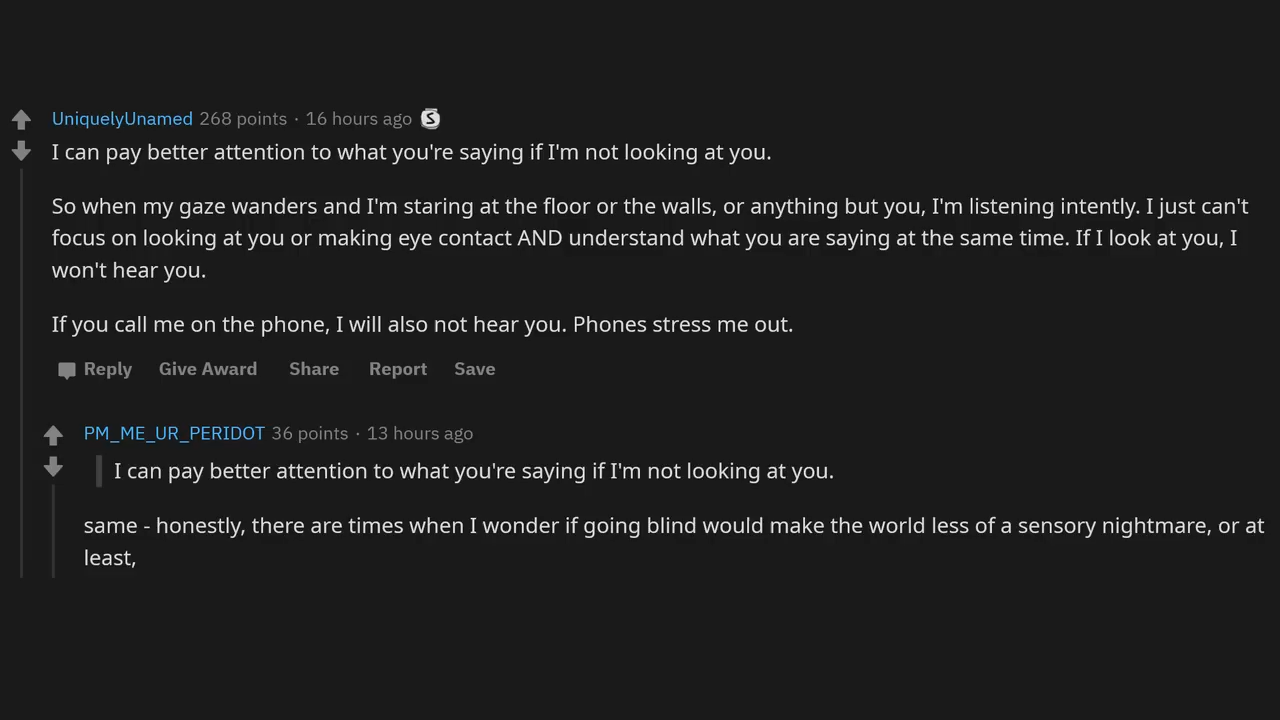 UniquelyUnamed 268 points · 16 hours ago S
I can pay better attention to what you're saying if I'm not looking at you.
So when my gaze wanders and I'm staring at the floor or the walls, or anything but you, I'm listening intently. I just can't
focus on looking at you or making eye contact AND understand what you are saying at the same time. If I look at you, I
won't hear you.
If you call me on the phone, I will also not hear you. Phones stress me out.
Reply Give Award Share Report Save
PM_ME_UR_PERIDOT 36 points · 13 hours ago
I can pay better attention to what you're saying if I'm not looking at you.
same - honestly, there are times when I wonder if going blind would make the world less of a sensory nightmare, or at
least,